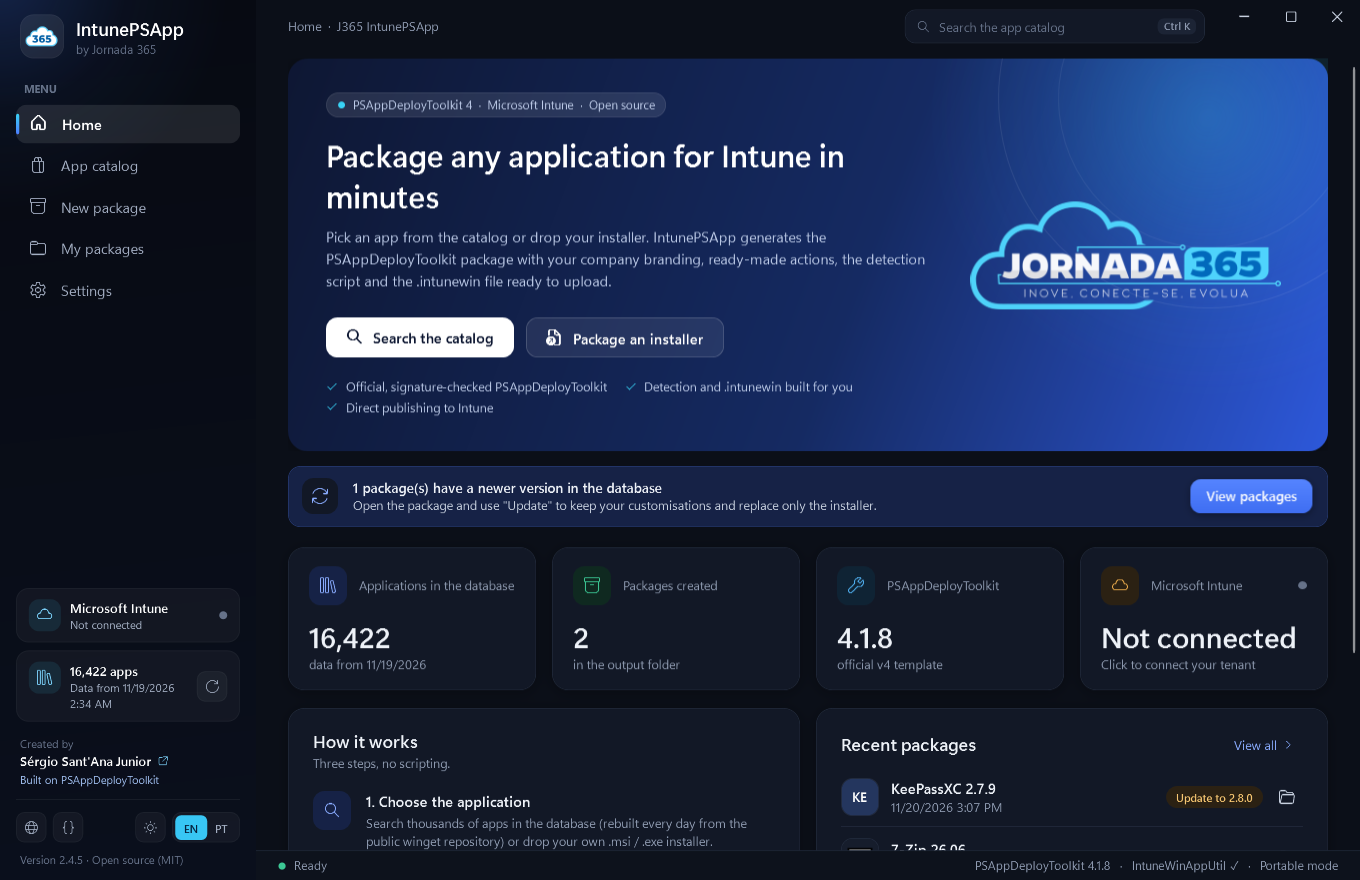 IntunePSApp
by Jornada 365
MENU
Home
App catalog
New package
My packages
Settings
Microsoft Intune
Not connected
16,422 apps
Data from 11/19/2026
2:34 AM
Created by
Sérgio Sant'Ana Junior
Built on PSAppDeployToolkit
EN
PT
Version 2.4.5 · Open source (MIT)
Home · J365 IntunePSApp
Search the app catalog
Ctrl K
PSAppDeployToolkit 4 · Microsoft Intune · Open source
Package any application for Intune in
minutes
Pick an app from the catalog or drop your installer. IntunePSApp generates the
PSAppDeployToolkit package with your company branding, ready-made actions, the detection
script and the .intunewin file ready to upload.
Search the catalog
Package an installer
Official, signature-checked PSAppDeployToolkit
Detection and .intunewin built for you
Direct publishing to Intune
JORNADA 365
INOVE, CONECTE-SE, EVOLUA
1 package(s) have a newer version in the database
Open the package and use "Update" to keep your customisations and replace only the installer.
View packages
Applications in the database
16,422
data from 11/19/2026
Packages created
2
in the output folder
PSAppDeployToolkit
4.1.8
official v4 template
Microsoft Intune
Not connected
Click to connect your tenant
How it works
Three steps, no scripting.
1. Choose the application
Search thousands of apps in the database (rebuilt every day from the
public winget repository) or drop your own .msi / .exe installer.
Recent packages
View all
KE
KeePassXC 2.7.9
11/20/2026 3:07 PM
Update to 2.8.0
7-Zip 26.06
Ready
PSAppDeployToolkit 4.1.8 · IntuneWinAppUtil ✓ · Portable mode